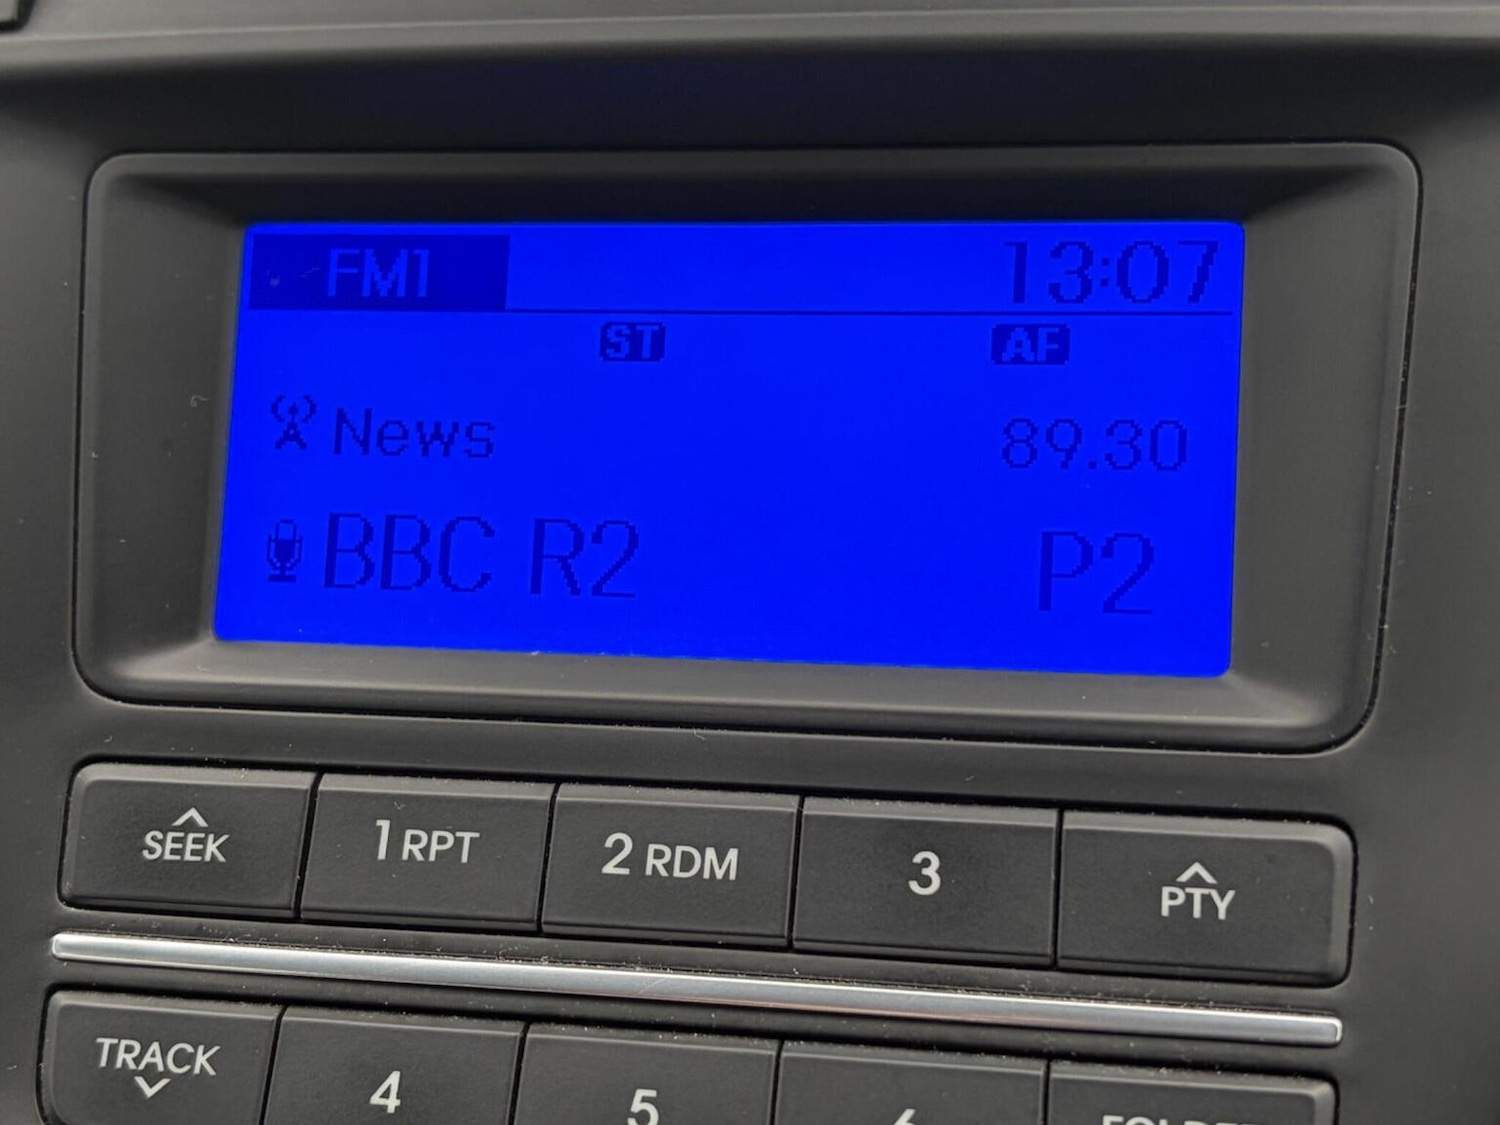 FM1 13:07
ST AF
News 89.30
BBC R2 P2
SEEK 1 RPT 2 RDM 3 PTY
TRACK 4 5